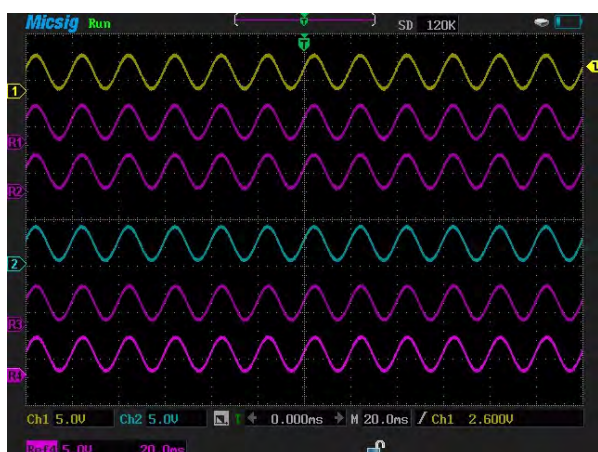 Micsig Run SD 120K
T
T
1
R1
R2
2
R3
R4
Ch1 5.0V Ch2 5.0V T 0.000ms M 20.0ms Ch1 2.600V
Ref4 5.0V 20.0ms